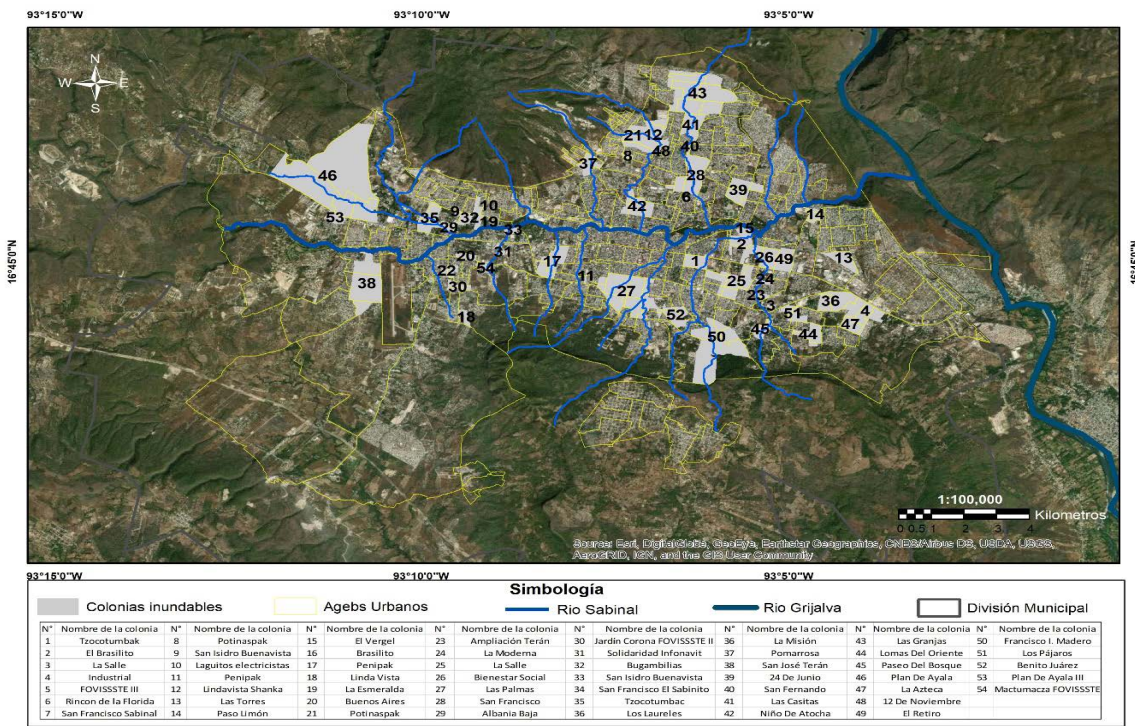 93°15'0"W 93°10'0"W 93°5'0"W
N
W E
S
16°45'0"N
16°45'0"N
43
41
21 12
40
48
8
37
28
46
39
6
42
10
9
35 32
53
19
29
33
14
15
2
31
20
17
1
26 49
13
54
22
11
25
24
38
30
27
23
36
3
51
4
18
52
47
45
44
50
1:100,000
Kilometros
0 0.5 1 2 3 4
Source: Esri, DigitalGlobe, GeoEye, Earthstar Geographics, CNES/Airbus DS, USDA, USGS,
AeroGRID, IGN, and the GIS User Community
93°15'0"W 93°10'0"W 93°5'0"W
Simbología
Colonias inundables Agebs Urbanos Rio Sabinal Rio Grijalva División Municipal
N° Nombre de la colonia N° Nombre de la colonia N° Nombre de la colonia N° Nombre de la colonia N° Nombre de la colonia N° Nombre de la colonia N° Nombre de la colonia N° Nombre de la colonia
1 Tzocotumbak 8 Potinaspak 15 El Vergel 23 Ampliación Terán 30 Jardín Corona FOVISSSTE II 36 La Misión 43 Las Granjas 50 Francisco I. Madero
2 El Brasilito 9 San Isidro Buenavista 16 Brasilito 24 La Moderna 31 Solidaridad Infonavit 37 Pomarrosa 44 Lomas Del Oriente 51 Los Pájaros
3 La Salle 10 Laguitos electricistas 17 Penipak 25 La Salle 32 Bugambilias 38 San José Terán 45 Paseo Del Bosque 52 Benito Juárez
4 Industrial 11 Penipak 18 Linda Vista 26 Bienestar Social 33 San Isidro Buenavista 39 24 De Junio 46 Plan De Ayala 53 Plan De Ayala III
5 FOVISSSTE III 12 Lindavista Shanka 19 La Esmeralda 27 Las Palmas 34 San Francisco El Sabinito 40 San Fernando 47 La Azteca 54 Mactumacza FOVISSSTE
6 Rincon de la Florida 13 Las Torres 20 Buenos Aires 28 San Francisco 35 Tzocotumbac 41 Las Casitas 48 12 De Noviembre
7 San Francisco Sabinal 14 Paso Limón 21 Potinaspak 29 Albania Baja 36 Los Laureles 42 Niño De Atocha 49 El Retiro